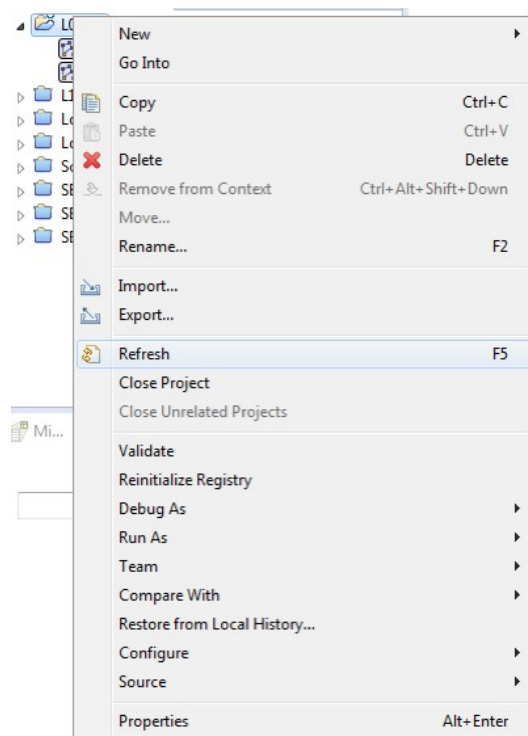 New
Go Into
Copy Ctrl+C
Paste Ctrl+V
Delete Delete
Remove from Context Ctrl+Alt+Shift+Down
Move...
Rename... F2
Import...
Export...
Refresh F5
Close Project
Close Unrelated Projects
Mi...
Validate
Reinitialize Registry
Debug As
Run As
Team
Compare With
Restore from Local History...
Configure
Source
Properties Alt+Enter